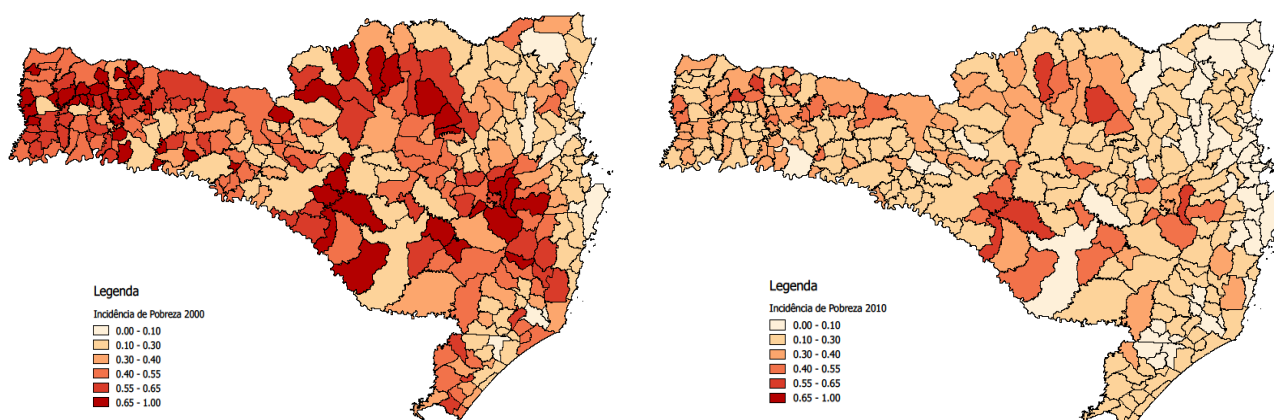 Legenda
Incidência de Pobreza 2000
0.00 - 0.10
0.10 - 0.30
0.30 - 0.40
0.40 - 0.55
0.55 - 0.65
0.65 - 1.00
Legenda
Incidência de Pobreza 2010
0.00 - 0.10
0.10 - 0.30
0.30 - 0.40
0.40 - 0.55
0.55 - 0.65
0.65 - 1.00